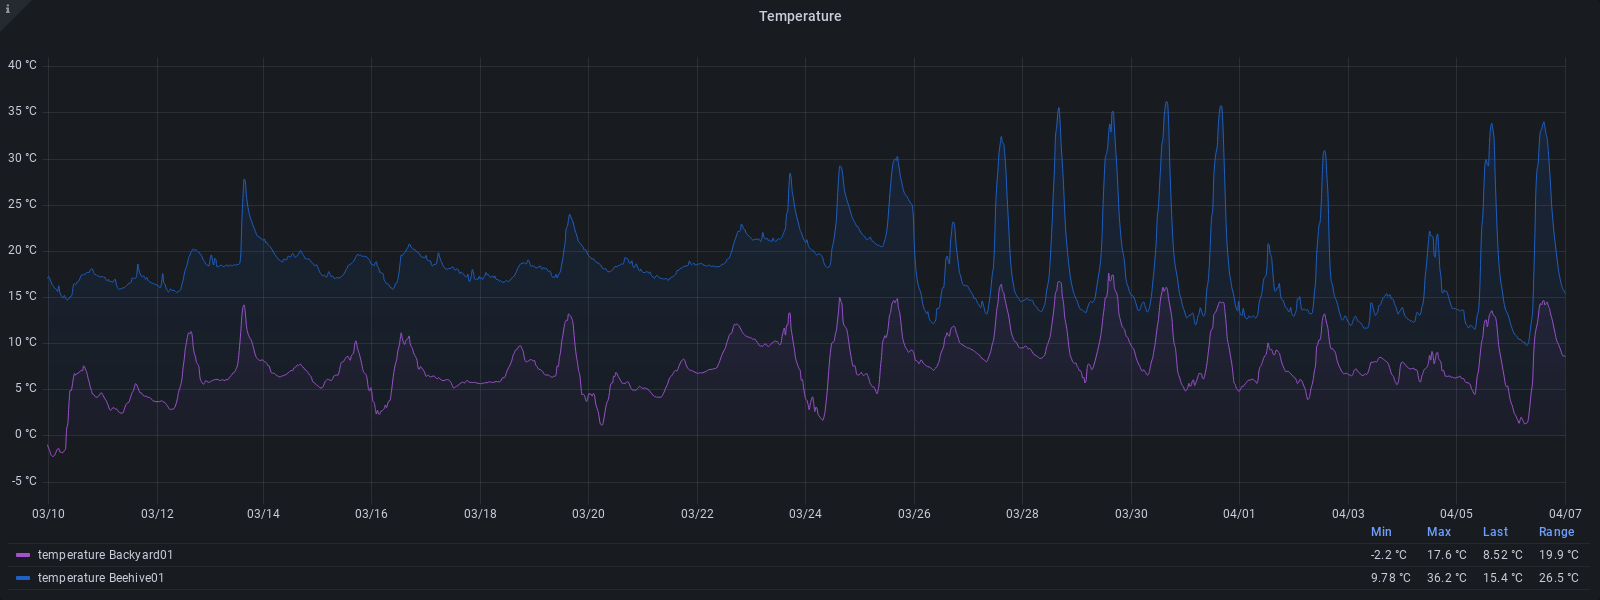 i
Temperature
40 °C
35 °C
30 °C
25 °C
20 °C
15 °C
10 °C
5 °C
0 °C
-5 °C
03/10 03/12 03/14 03/16 03/18 03/20 03/22 03/24 03/26 03/28 03/30 04/01 04/03 04/05 04/07
Min Max Last Range
temperature Backyard01 -2.2 °C 17.6 °C 8.52 °C 19.9 °C
temperature Beehive01 9.78 °C 36.2 °C 15.4 °C 26.5 °C